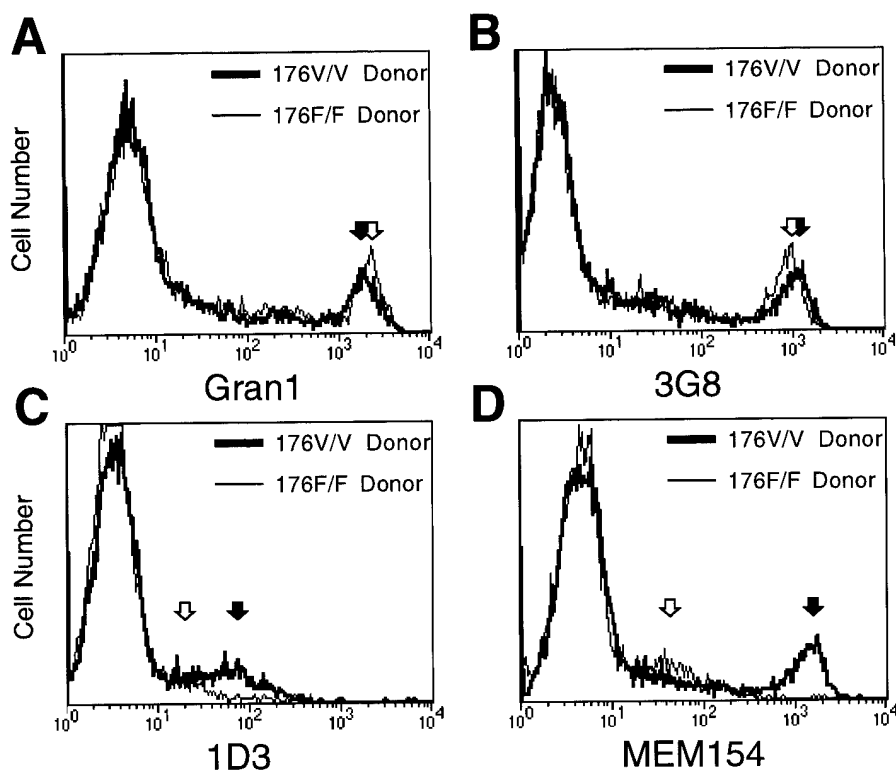 A
176V/V Donor
176F/F Donor
Cell Number
10^0 10^1 10^2 10^3 10^4
Gran1
B
176V/V Donor
176F/F Donor
10^0 10^1 10^2 10^3 10^4
3G8
C
176V/V Donor
176F/F Donor
Cell Number
10^0 10^1 10^2 10^3 10^4
1D3
D
176V/V Donor
176F/F Donor
10^0 10^1 10^2 10^3 10^4
MEM154